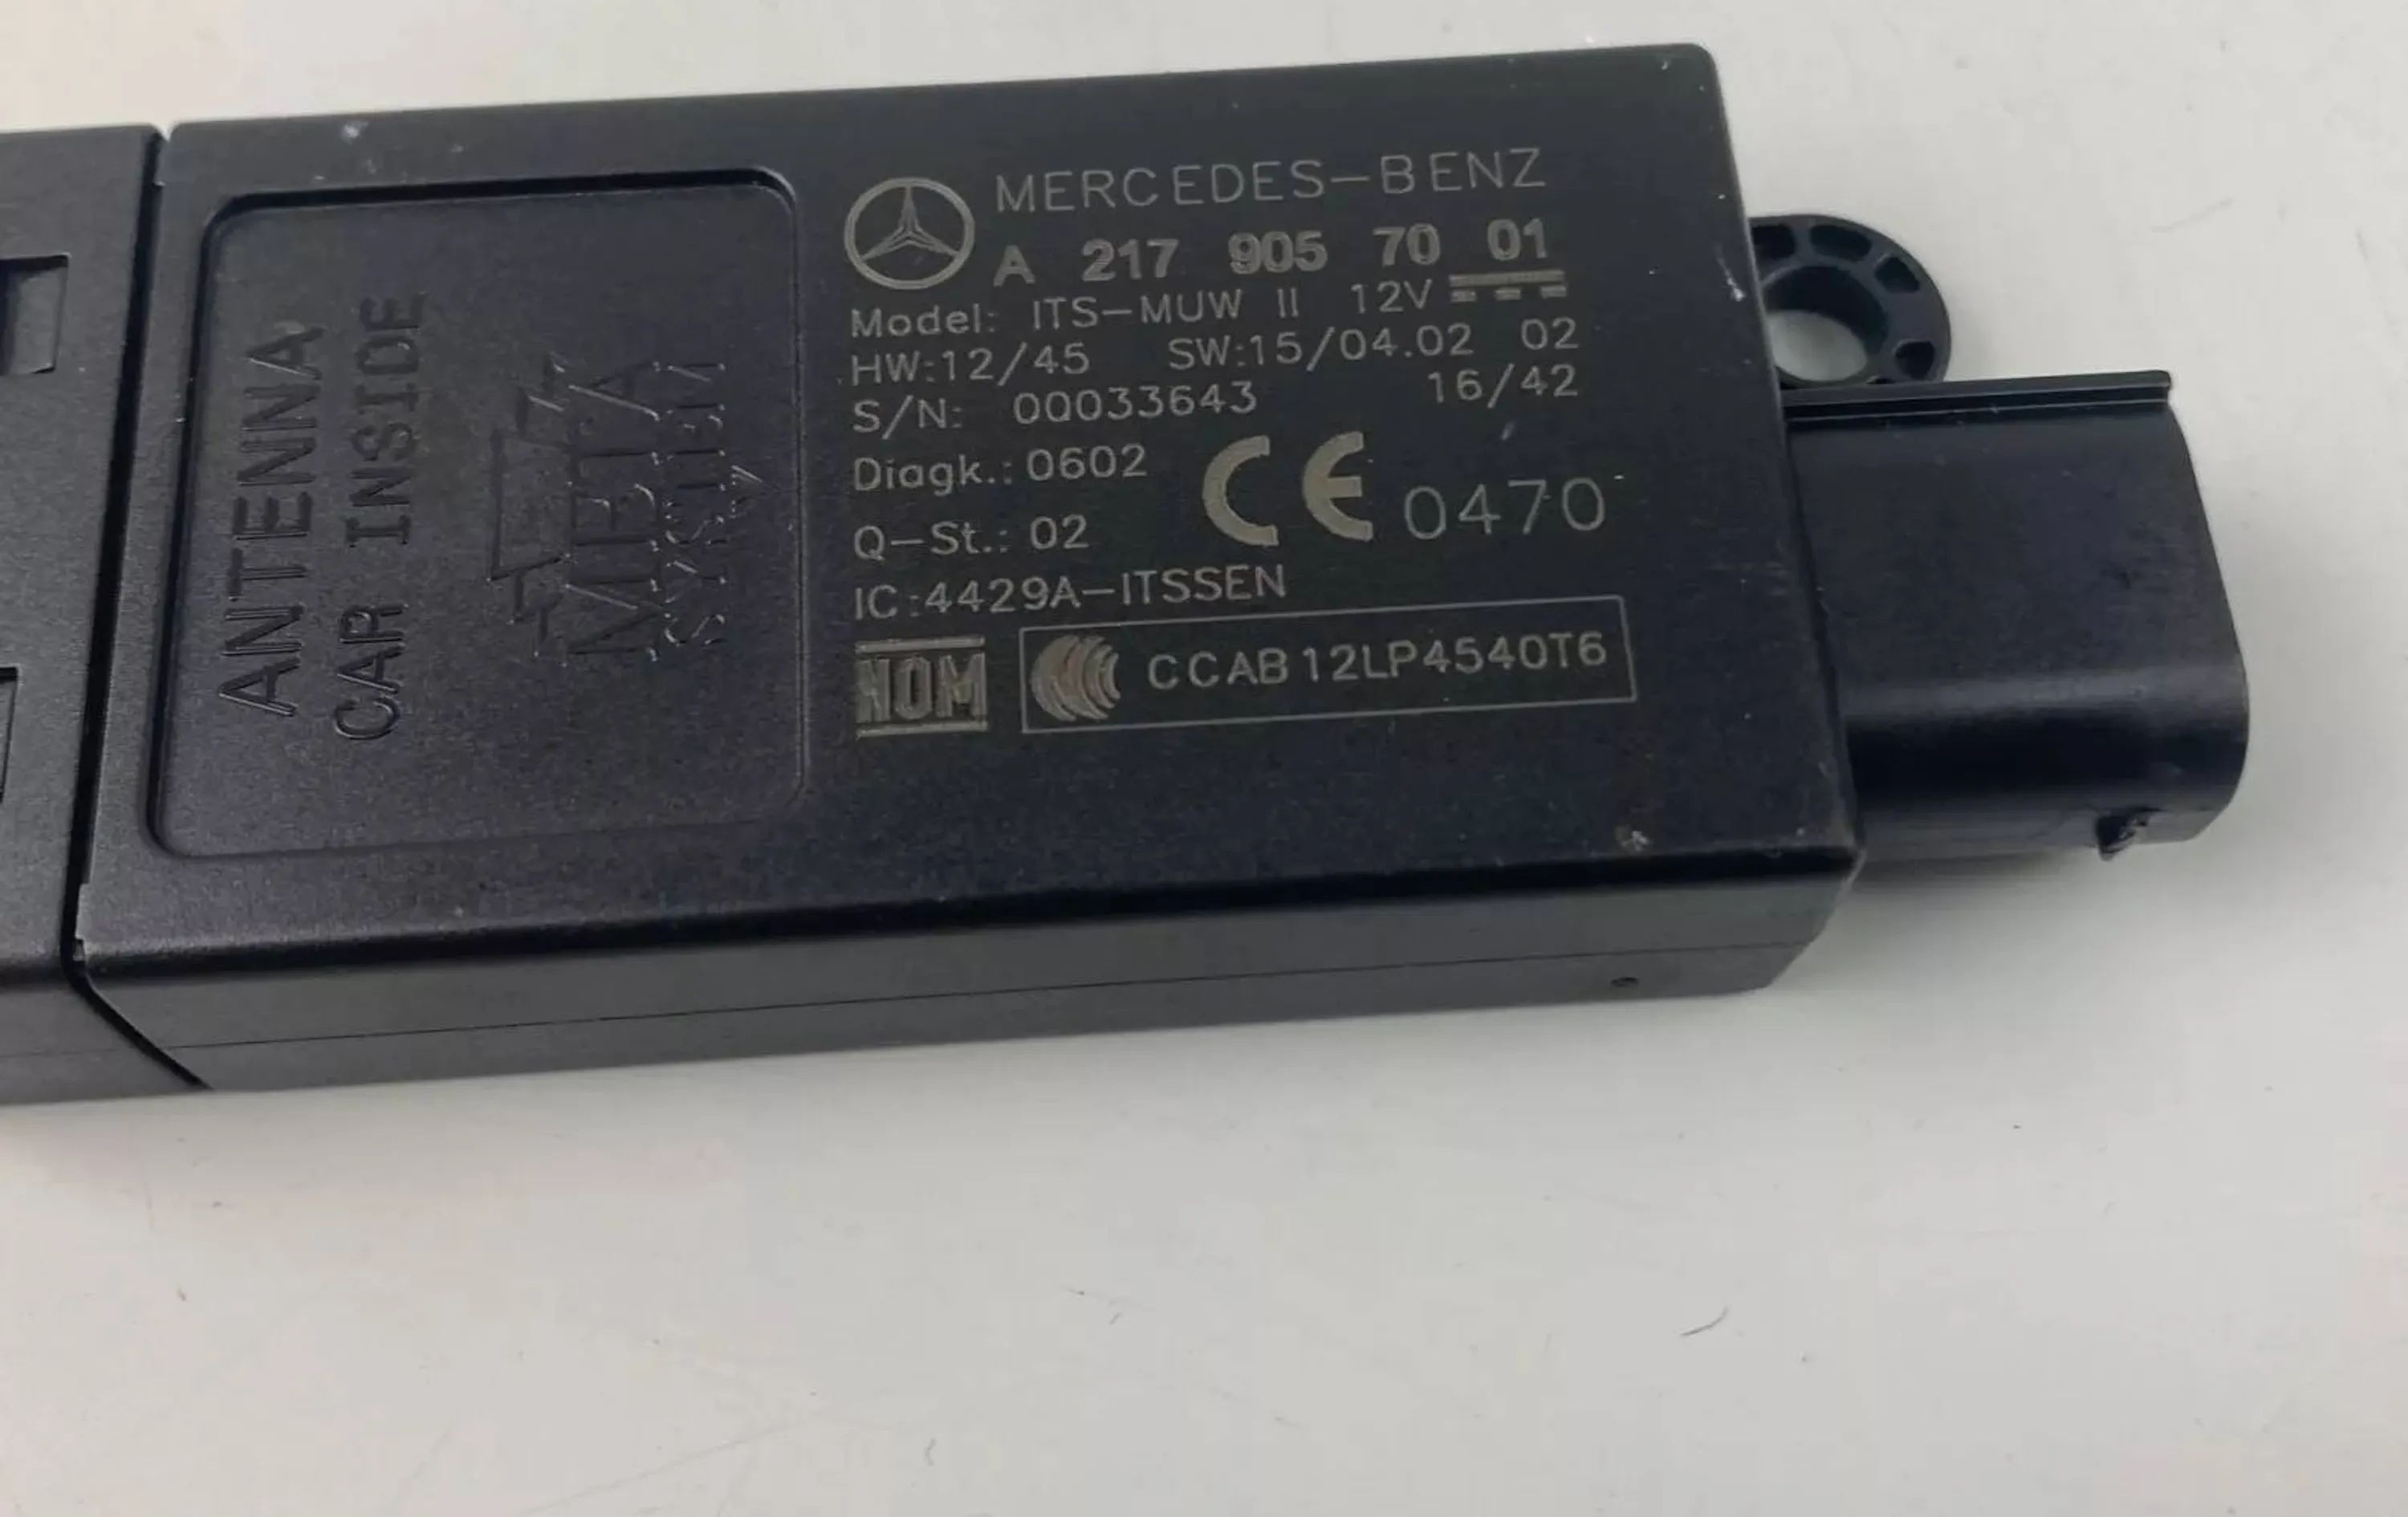 ANTENNA
CAR INSIDE
META
SYSTEM
MERCEDES-BENZ
A 217 905 70 01
Model: ITS-MUW II 12V
HW:12/45 SW:15/04.02 02
S/N: 00033643 16/42
Diagk.: 0602
CE 0470
Q-St.: 02
IC:4429A-ITSSEN
NOM
CCAB12LP4540T6